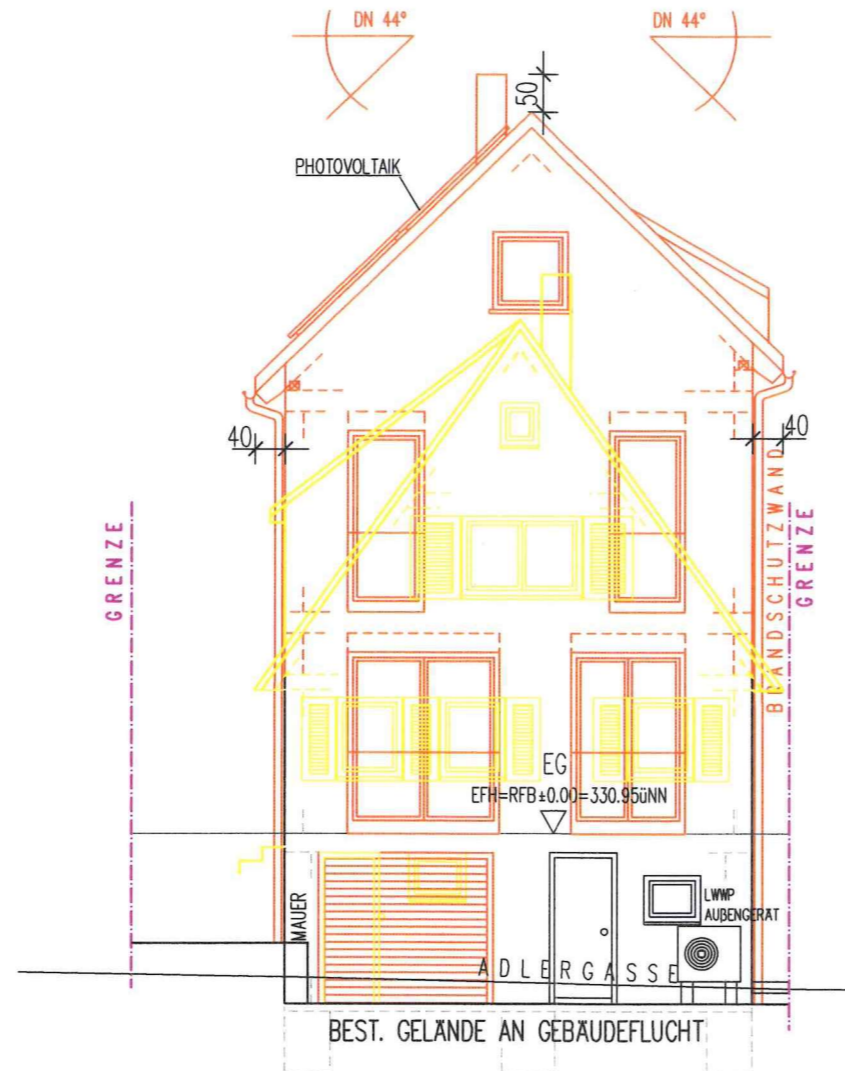 DN 44°
DN 44°
50
PHOTOVOLTAIK
40
40
GRENZE
BRANDSCHUTZWAND
GRENZE
EG
EFH=RFB±0.00=330.95üNN
MAUER
LWWP
AUßENGERÄT
ADLERGASSE
BEST. GELÄNDE AN GEBÄUDEFLUCHT